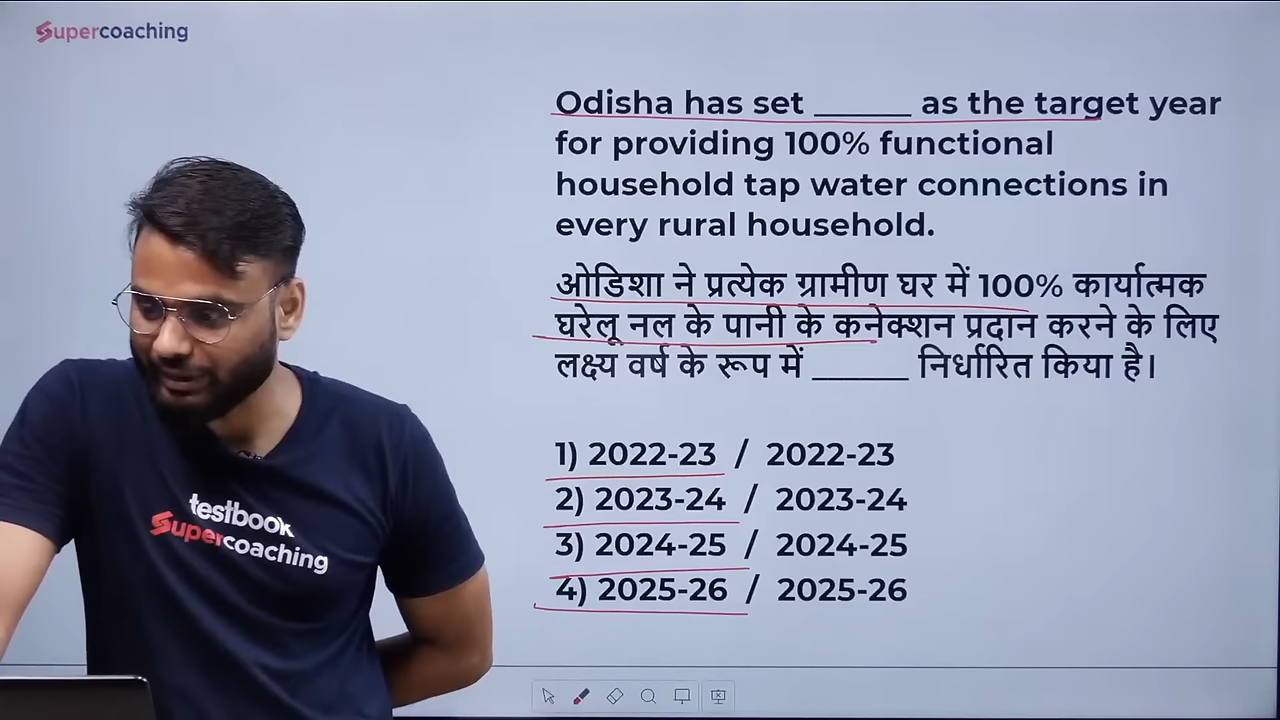 Supercoaching
Odisha has set ______ as the target year
for providing 100% functional
household tap water connections in
every rural household.
ओडिशा ने प्रत्येक ग्रामीण घर में 100% कार्यात्मक
घरेलू नल के पानी के कनेक्शन प्रदान करने के लिए
लक्ष्य वर्ष के रूप में ______ निर्धारित किया है।
1) 2022-23 / 2022-23
2) 2023-24 / 2023-24
3) 2024-25 / 2024-25
4) 2025-26 / 2025-26
testbook
Supercoaching